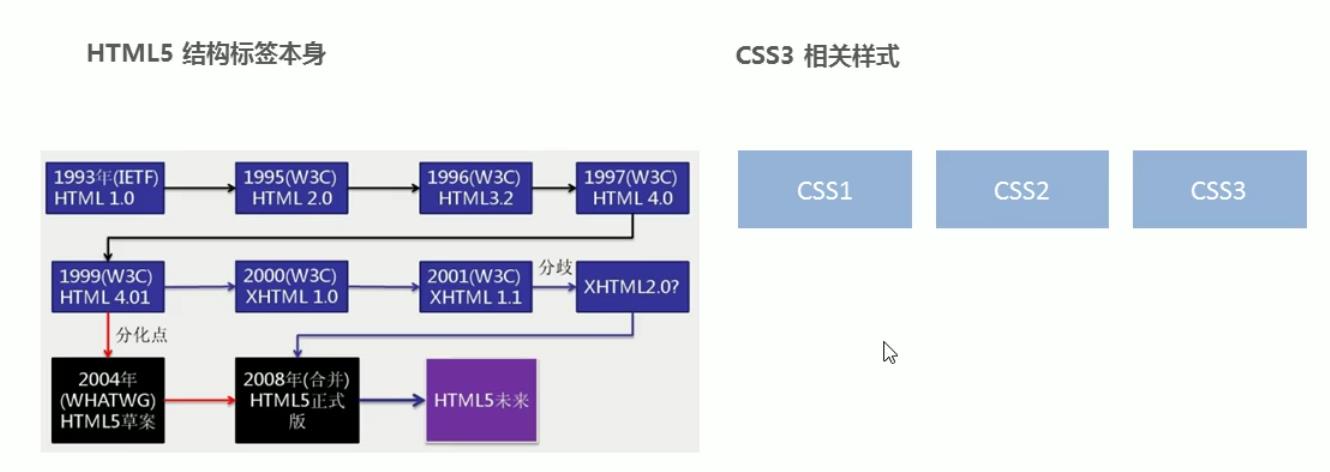 HTML5 结构标签本身
CSS3 相关样式
1993年(IETF)
HTML 1.0
1995(W3C)
HTML 2.0
1996(W3C)
HTML3.2
1997(W3C)
HTML 4.0
CSS1
CSS2
CSS3
1999(W3C)
HTML 4.01
2000(W3C)
XHTML 1.0
2001(W3C)
XHTML 1.1
分歧
XHTML2.0?
分化点
2004年
(WHATWG)
HTML5草案
2008年(合并)
HTML5正式
版
HTML5未来